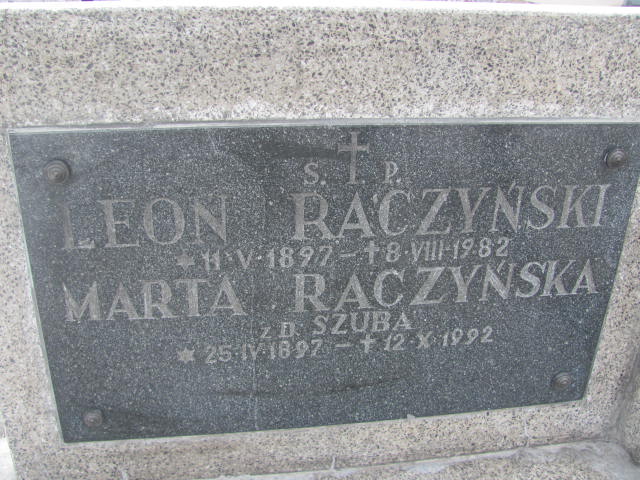 Ś. † P.
LEON RACZYŃSKI
* 11·V·1897 – † 8·VIII·1982
MARTA RACZYŃSKA
Z D. SZUBA
* 25·IV·1897 – † 12·X·1992